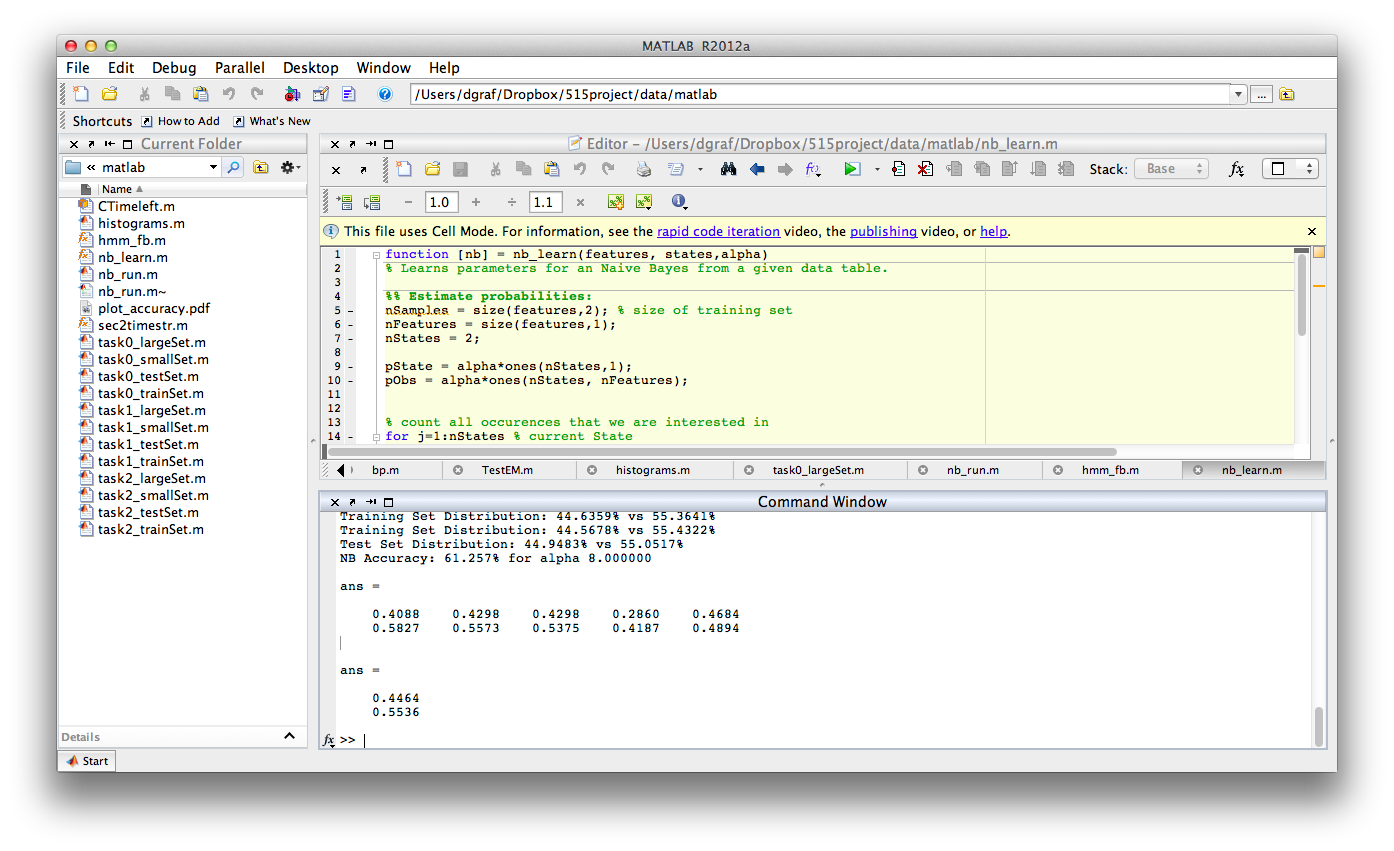 MATLAB R2012a
File Edit Debug Parallel Desktop Window Help
/Users/dgraf/Dropbox/515project/data/matlab
...
Shortcuts How to Add What's New
Current Folder
« matlab
Name
CTimeleft.m
histograms.m
hmm_fb.m
nb_learn.m
nb_run.m
nb_run.m~
plot_accuracy.pdf
sec2timestr.m
task0_largeSet.m
task0_smallSet.m
task0_testSet.m
task0_trainSet.m
task1_largeSet.m
task1_smallSet.m
task1_testSet.m
task1_trainSet.m
task2_largeSet.m
task2_smallSet.m
task2_testSet.m
task2_trainSet.m
Details
Start
Editor – /Users/dgraf/Dropbox/515project/data/matlab/nb_learn.m
Stack: Base fx
− 1.0 + ÷ 1.1 ×
This file uses Cell Mode. For information, see the rapid code iteration video, the publishing video, or help.
1 function [nb] = nb_learn(features, states,alpha)
2 % Learns parameters for an Naive Bayes from a given data table.
3
4 %% Estimate probabilities:
5 - nSamples = size(features,2); % size of training set
6 - nFeatures = size(features,1);
7 - nStates = 2;
8
9 - pState = alpha*ones(nStates,1);
10 - pObs = alpha*ones(nStates, nFeatures);
11
12
13 % count all occurences that we are interested in
14 - for j=1:nStates % current State
bp.m TestEM.m histograms.m task0_largeSet.m nb_run.m hmm_fb.m nb_learn.m
Command Window
Training Set Distribution: 44.6359% vs 55.3641%
Training Set Distribution: 44.5678% vs 55.4322%
Test Set Distribution: 44.9483% vs 55.0517%
NB Accuracy: 61.257% for alpha 8.000000
ans =
0.4088 0.4298 0.4298 0.2860 0.4684
0.5827 0.5573 0.5375 0.4187 0.4894
ans =
0.4464
0.5536
fx >>